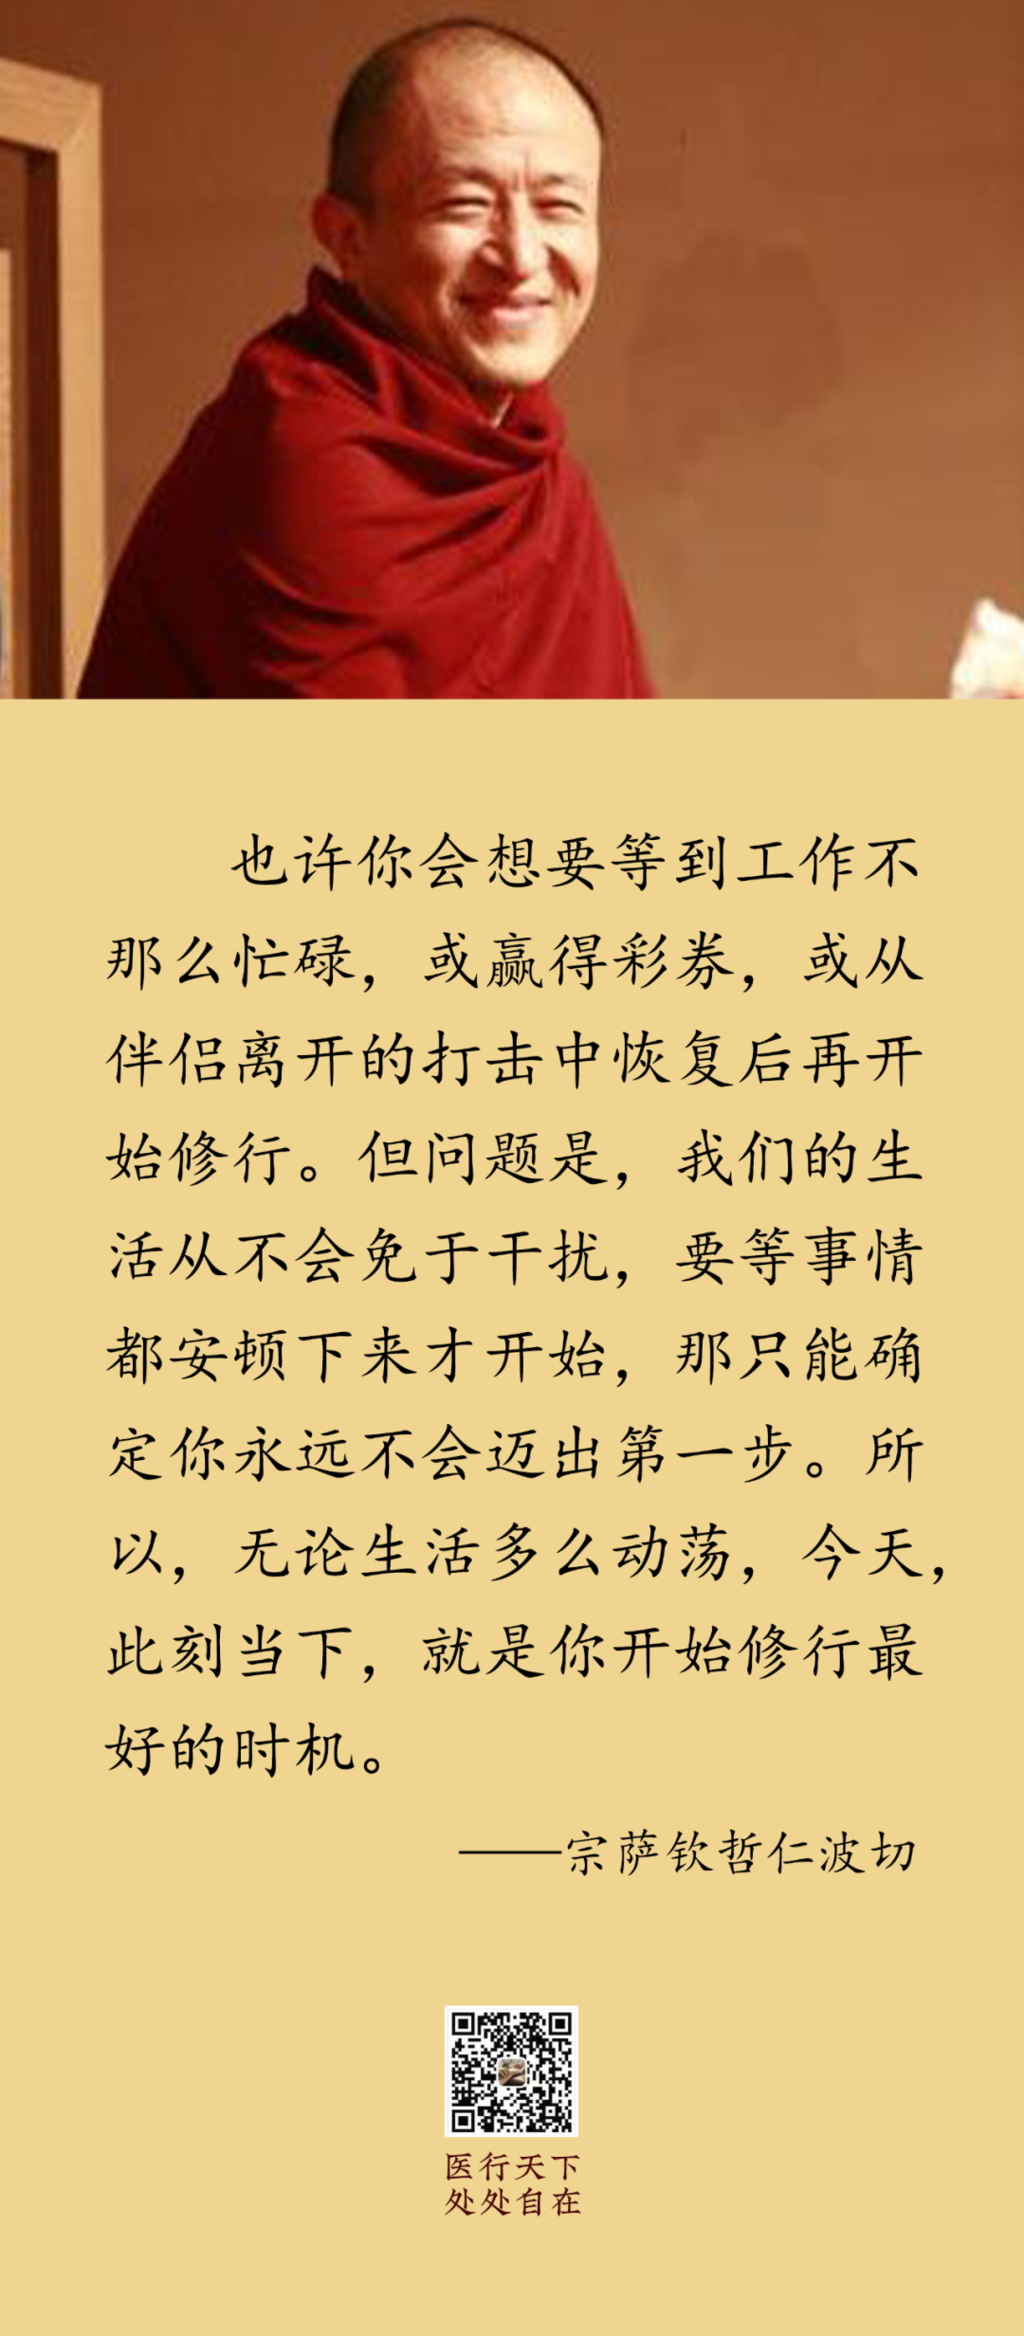 也许你会想要等到工作不
那么忙碌，或赢得彩券，或从
伴侣离开的打击中恢复后再开
始修行。但问题是，我们的生
活从不会免于干扰，要等事情
都安顿下来才开始，那只能确
定你永远不会迈出第一步。所
以，无论生活多么动荡，今天，
此刻当下，就是你开始修行最
好的时机。
——宗萨钦哲仁波切
医行天下
处处自在